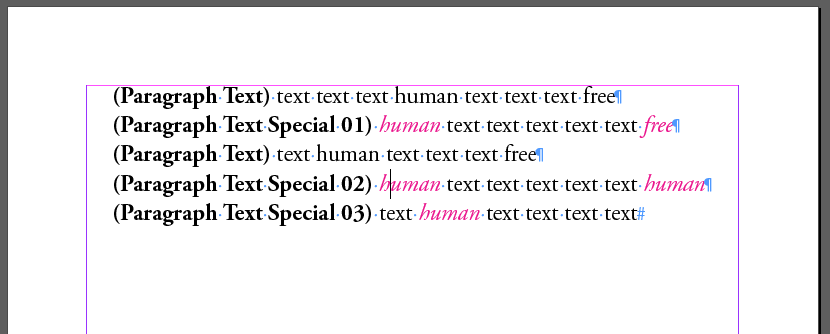 (Paragraph Text) text text text human text text text free¶
(Paragraph Text Special 01) human text text text text text free¶
(Paragraph Text) text human text text text free¶
(Paragraph Text Special 02) human text text text text text human¶
(Paragraph Text Special 03) text human text text text text#